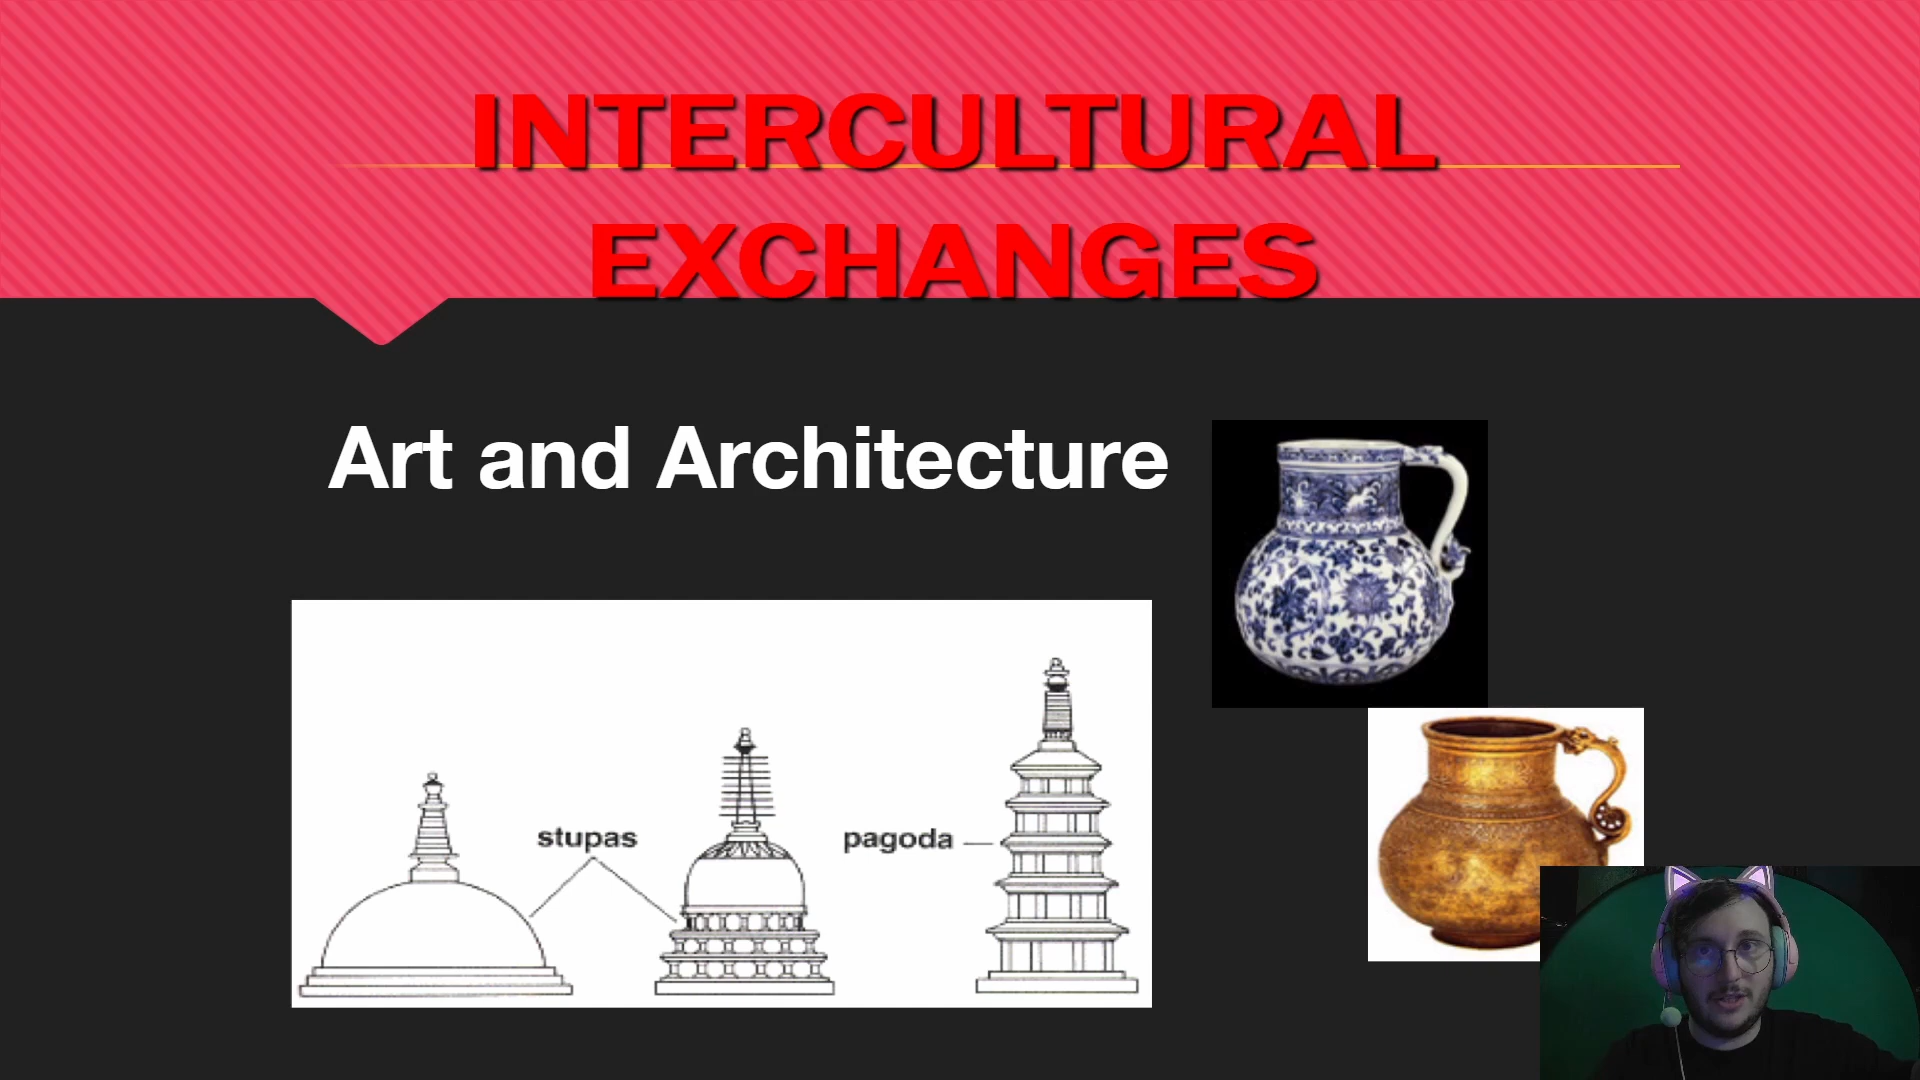 INTERCULTURAL
EXCHANGES
Art and Architecture
stupas
pagoda